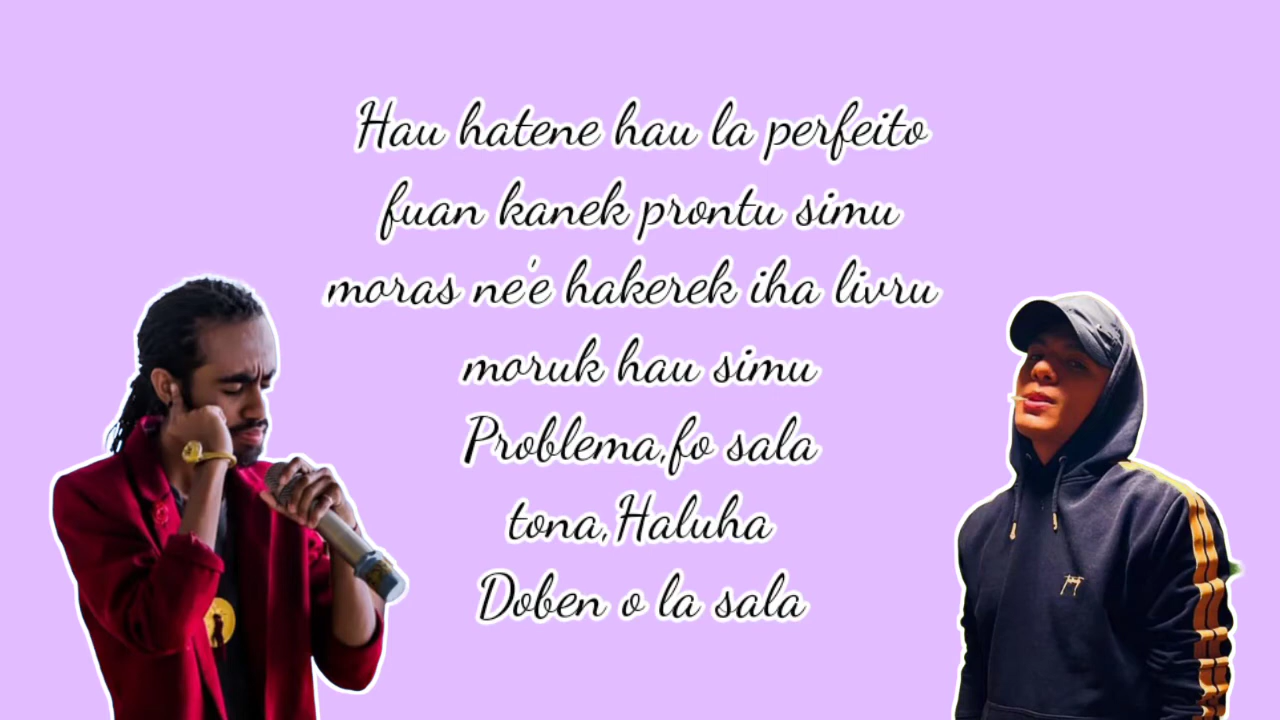 Hau hatene hau la perfeito
fuan kanek prontu simu
moras ne'e hakerek iha livru
moruk hau simu
Problema,fo sala
tona,Haluha
Doben o la sala